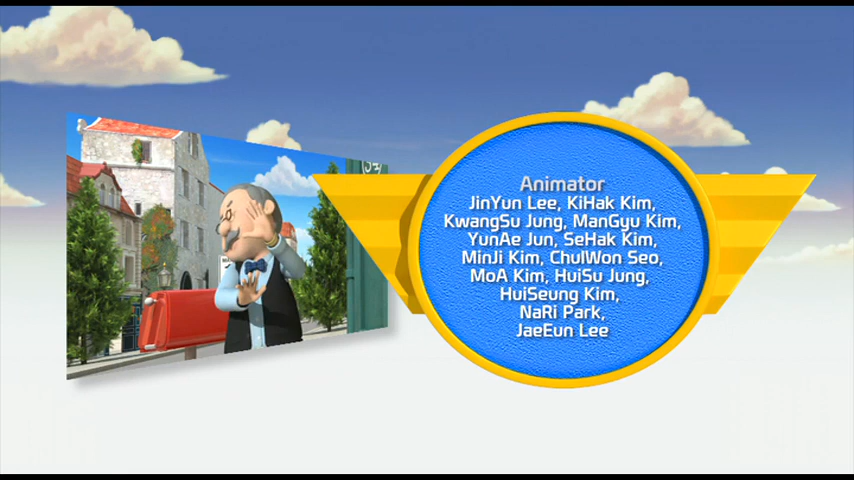 Animator
JinYun Lee, KiHak Kim,
KwangSu Jung, ManGyu Kim,
YunAe Jun, SeHak Kim,
MinJi Kim, ChulWon Seo,
MoA Kim, HuiSu Jung,
HuiSeung Kim,
NaRi Park,
JaeEun Lee